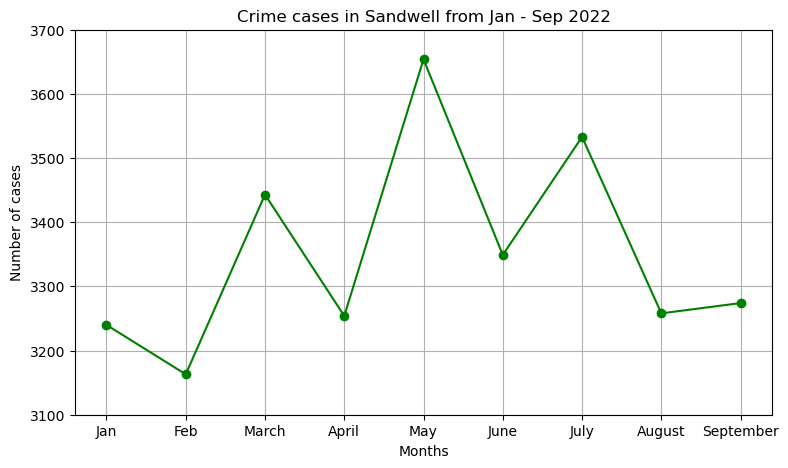 Crime cases in Sandwell from Jan - Sep 2022
3700
3600
3500
3400
3300
3200
3100
Number of cases
Jan Feb March April May June July August September
Months